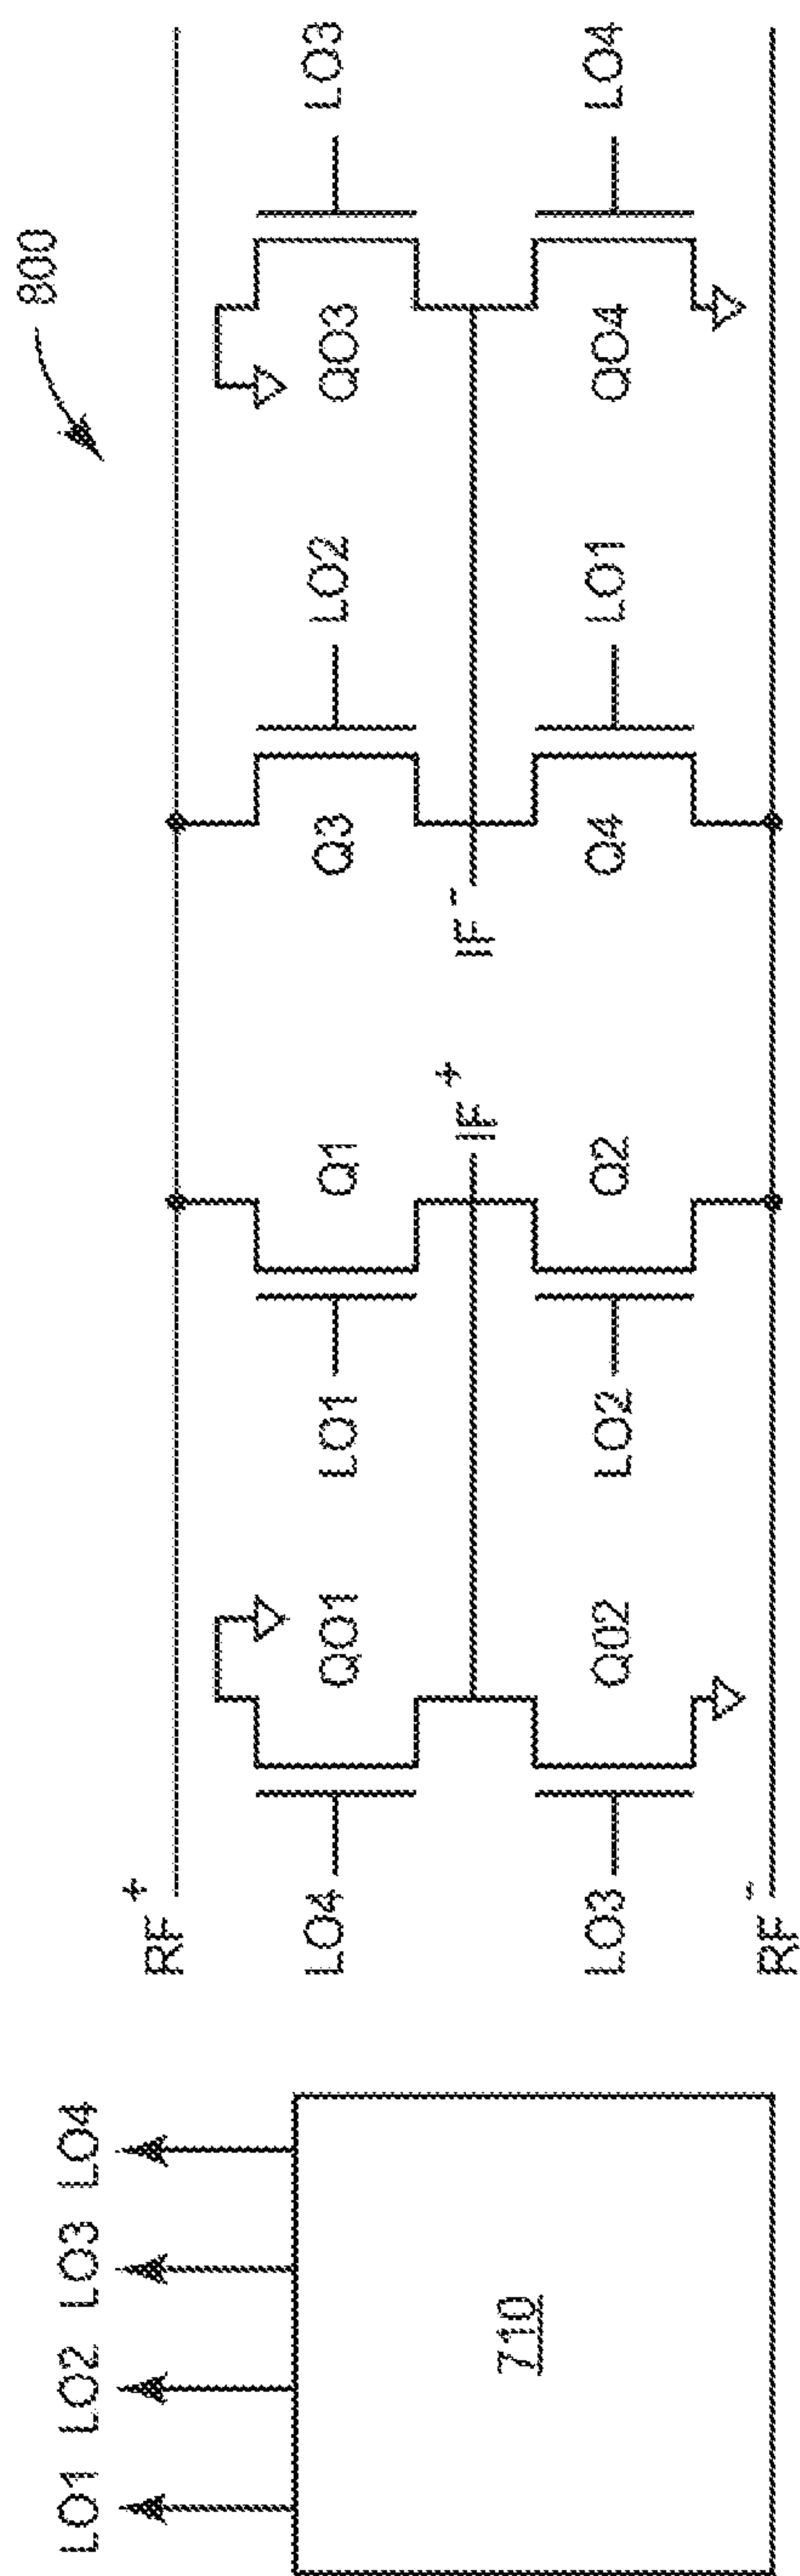 800
LO1 LO2 LO3 LO4
RF+
LO4 QO1 LO1 Q1 Q3 LO2 QO3 LO3
IF+ IF-
710
LO3 Q02 LO2 Q2 Q4 LO1 QO4 LO4
RF-